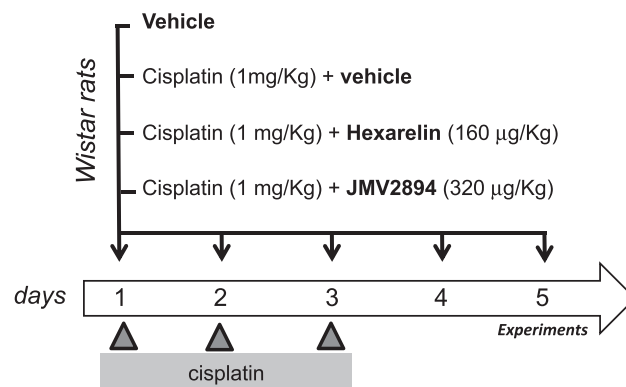 Vehicle
Wistar rats
Cisplatin (1mg/Kg) + vehicle
Cisplatin (1 mg/Kg) + Hexarelin (160 μg/Kg)
Cisplatin (1 mg/Kg) + JMV2894 (320 μg/Kg)
days 1 2 3 4 5
Experiments
cisplatin